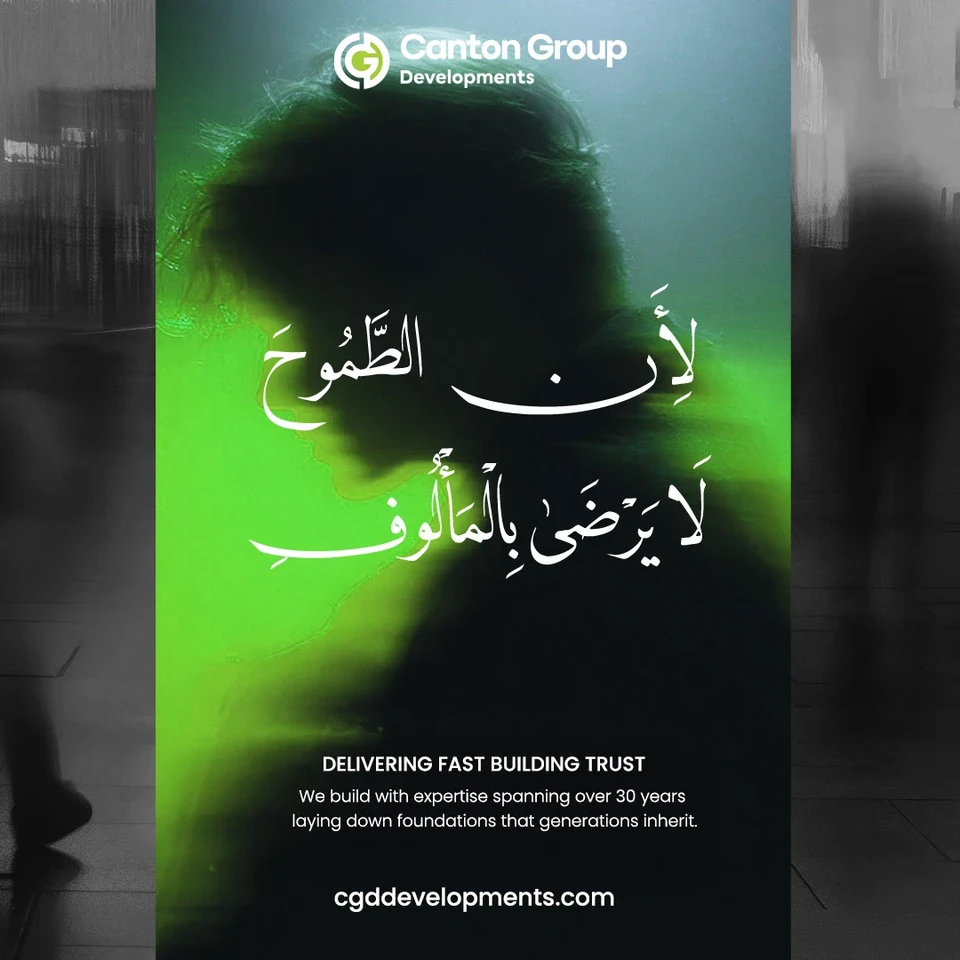 Canton Group
Developments
لَأِن الطَّمُوحَ
لَا يَرْضَىٰ بِالْمَأْلُوفِ
DELIVERING FAST BUILDING TRUST
We build with expertise spanning over 30 years
laying down foundations that generations inherit.
cgddevelopments.com